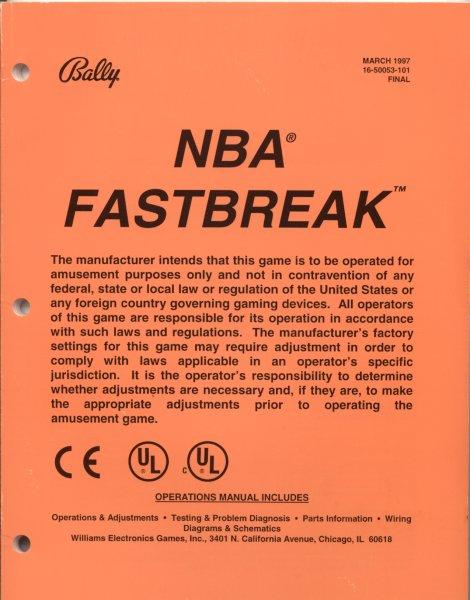 Bally
MARCH 1997
16-50053-101
FINAL
NBA®
FASTBREAK™
The manufacturer intends that this game is to be operated for
amusement purposes only and not in contravention of any
federal, state or local law or regulation of the United States or
any foreign country governing gaming devices. All operators
of this game are responsible for its operation in accordance
with such laws and regulations. The manufacturer's factory
settings for this game may require adjustment in order to
comply with laws applicable in an operator's specific
jurisdiction. It is the operator's responsibility to determine
whether adjustments are necessary and, if they are, to make
the appropriate adjustments prior to operating the
amusement game.
CE UL® c UL®
OPERATIONS MANUAL INCLUDES
Operations & Adjustments • Testing & Problem Diagnosis • Parts Information • Wiring
Diagrams & Schematics
Williams Electronics Games, Inc., 3401 N. California Avenue, Chicago, IL 60618